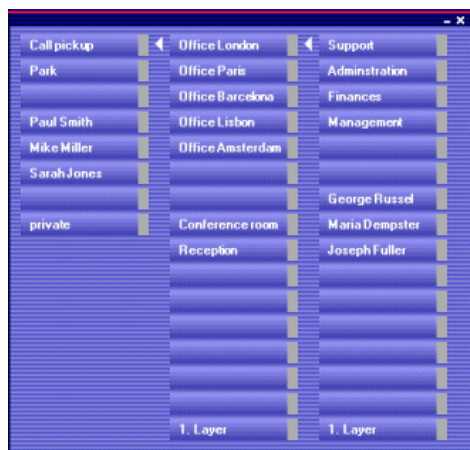 Call pickup
Park
Paul Smith
Mike Miller
Sarah Jones
private
Office London
Office Paris
Office Barcelona
Office Lisbon
Office Amsterdam
Conference room
Reception
1. Layer
Support
Adminstration
Finances
Management
George Russel
Maria Dempster
Joseph Fuller
1. Layer